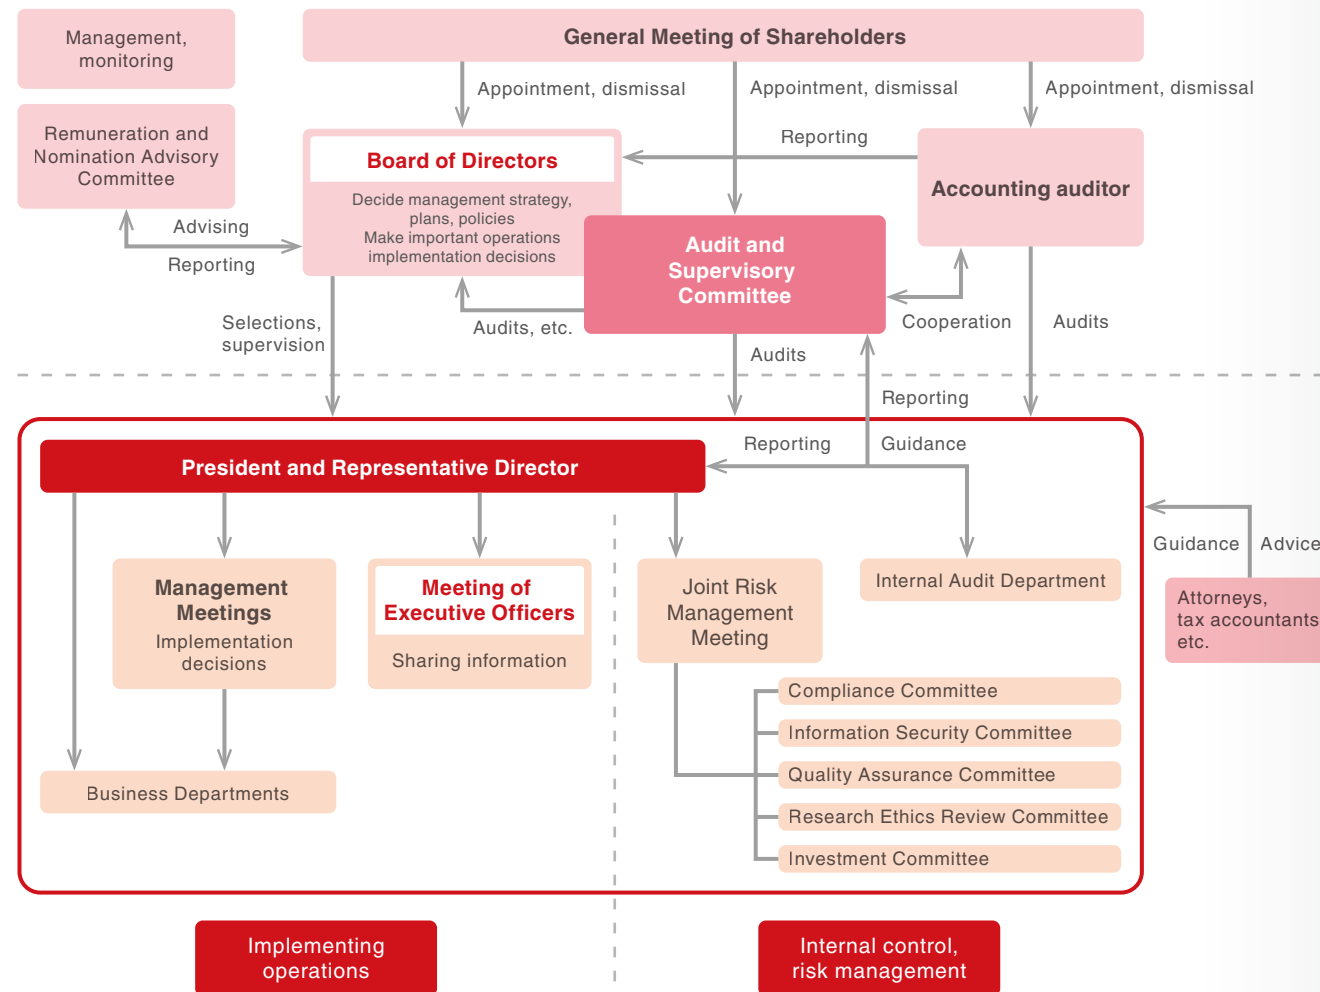 Management,
monitoring
General Meeting of Shareholders
Appointment, dismissal
Appointment, dismissal
Appointment, dismissal
Remuneration and
Nomination Advisory
Committee
Board of Directors
Decide management strategy,
plans, policies
Make important operations
implementation decisions
Reporting
Accounting auditor
Audit and
Supervisory
Committee
Advising
Reporting
Selections,
supervision
Audits, etc.
Audits
Cooperation
Audits
Reporting
Guidance
Reporting
President and Representative Director
Management
Meetings
Implementation
decisions
Meeting of
Executive Officers
Sharing information
Joint Risk
Management
Meeting
Internal Audit Department
Guidance
Advice
Attorneys,
tax accountants
etc.
Compliance Committee
Information Security Committee
Quality Assurance Committee
Research Ethics Review Committee
Investment Committee
Business Departments
Implementing
operations
Internal control,
risk management